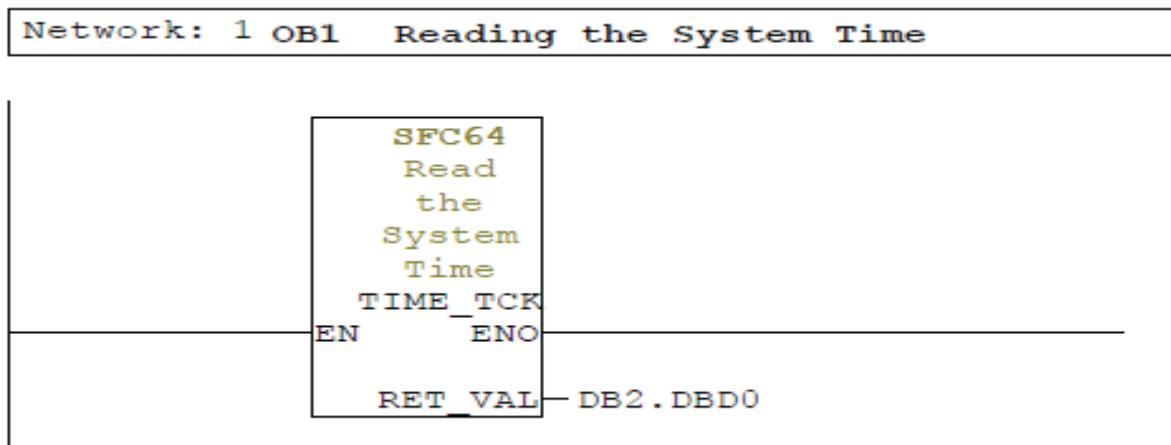 Network: 1 OB1 Reading the System Time
SFC64
Read
the
System
Time
TIME_TCK
EN ENO
RET_VAL DB2.DBD0